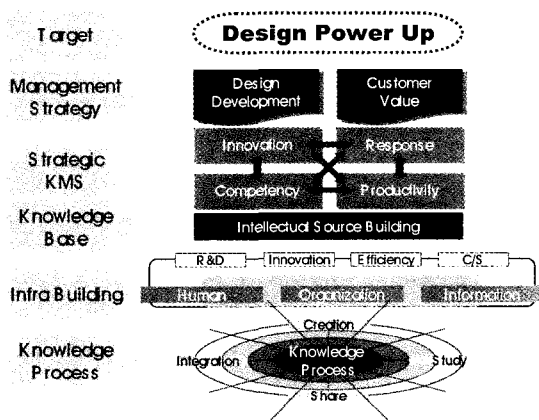 Target
Design Power Up
Management
Strategy
Design
Development
Customer
Value
Strategic
KMS
Innovation
Response
Competency
Productivity
Knowledge
Base
Intellectual Source Building
R&D
Innovation
Efficiency
C/S
Infra Building
Human
Organization
Information
Knowledge
Process
Creation
Integration
Knowledge
Process
Study
Share